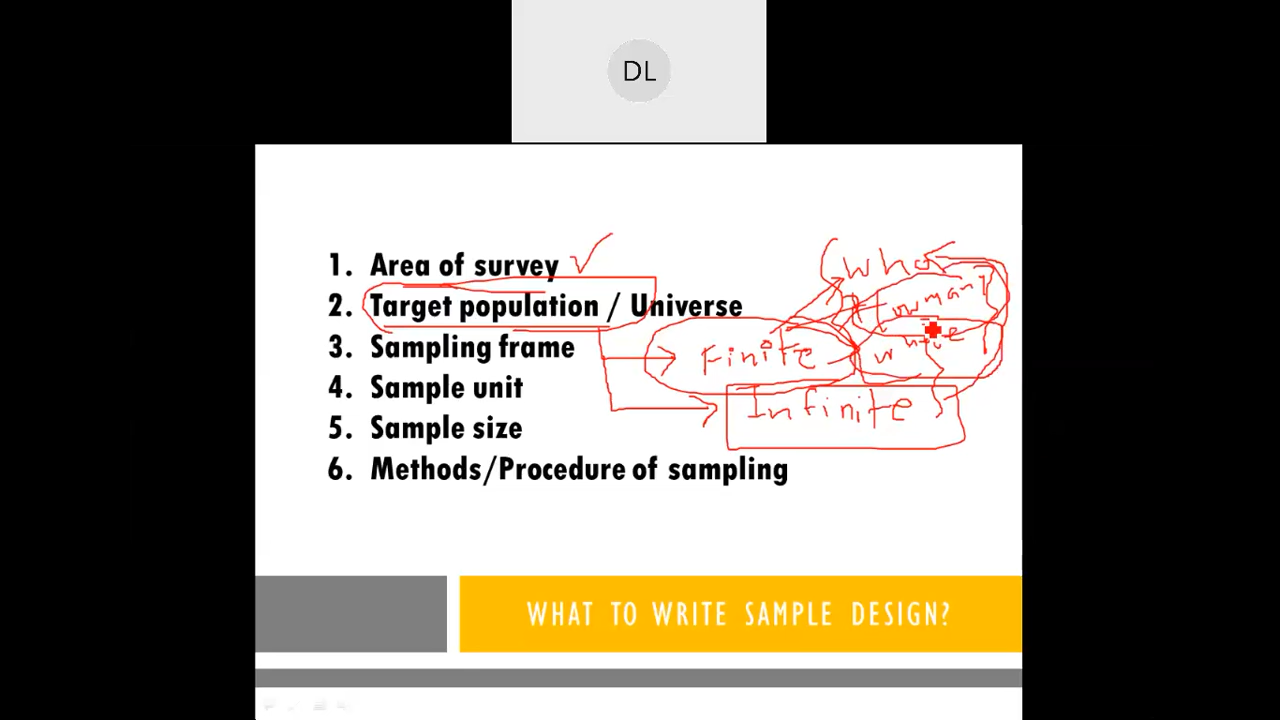 DL
1. Area of survey
2. Target population / Universe
3. Sampling frame
4. Sample unit
5. Sample size
6. Methods/Procedure of sampling
Who
Finite
Infinite
WHAT TO WRITE SAMPLE DESIGN?